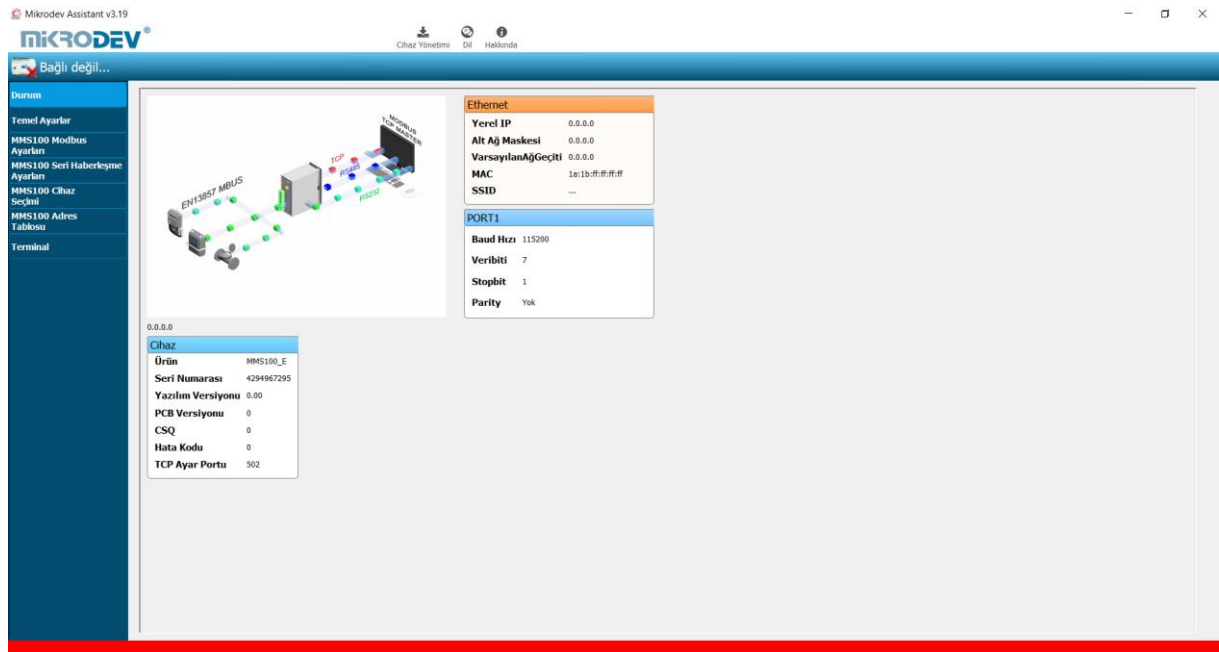 Mikrodev Assistant v3.19
MiKRODEV®
Cihaz Yönetimi
Dil
Hakkında
Bağlı değil...
Durum
Temel Ayarlar
MMS100 Modbus
Ayarları
MMS100 Seri Haberleşme
Ayarları
MMS100 Cihaz
Seçimi
MMS100 Adres
Tablosu
Terminal
MODBUS
TCP MASTER
TCP
RS485
RS232
EN13857 MBUS
0.0.0.0
Ethernet
Yerel IP 0.0.0.0
Alt Ağ Maskesi 0.0.0.0
VarsayılanAğGeçiti 0.0.0.0
MAC 1a:1b:ff:ff:ff:ff
SSID ...
PORT1
Baud Hızı 115200
Veribiti 7
Stopbit 1
Parity Yok
Cihaz
Ürün MMS100_E
Seri Numarası 4294967295
Yazılım Versiyonu 0.00
PCB Versiyonu 0
CSQ 0
Hata Kodu 0
TCP Ayar Portu 502